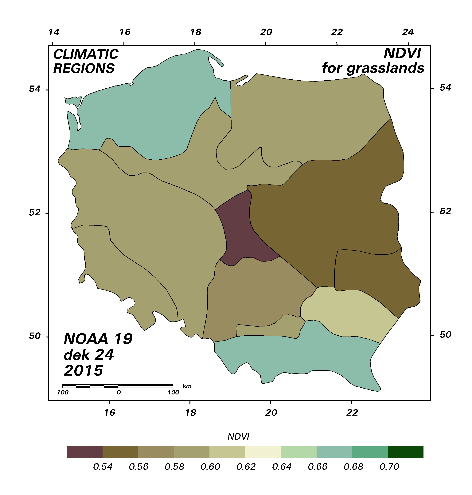 14 16 18 20 22
CLIMATIC REGIONS
NDVI for grasslands
54 54
52 52
50 50
NOAA 19
dek 24
2015
100 0 100 km
16 18 20 22
NDVI
0.54 0.56 0.58 0.60 0.62 0.64 0.66 0.68 0.70